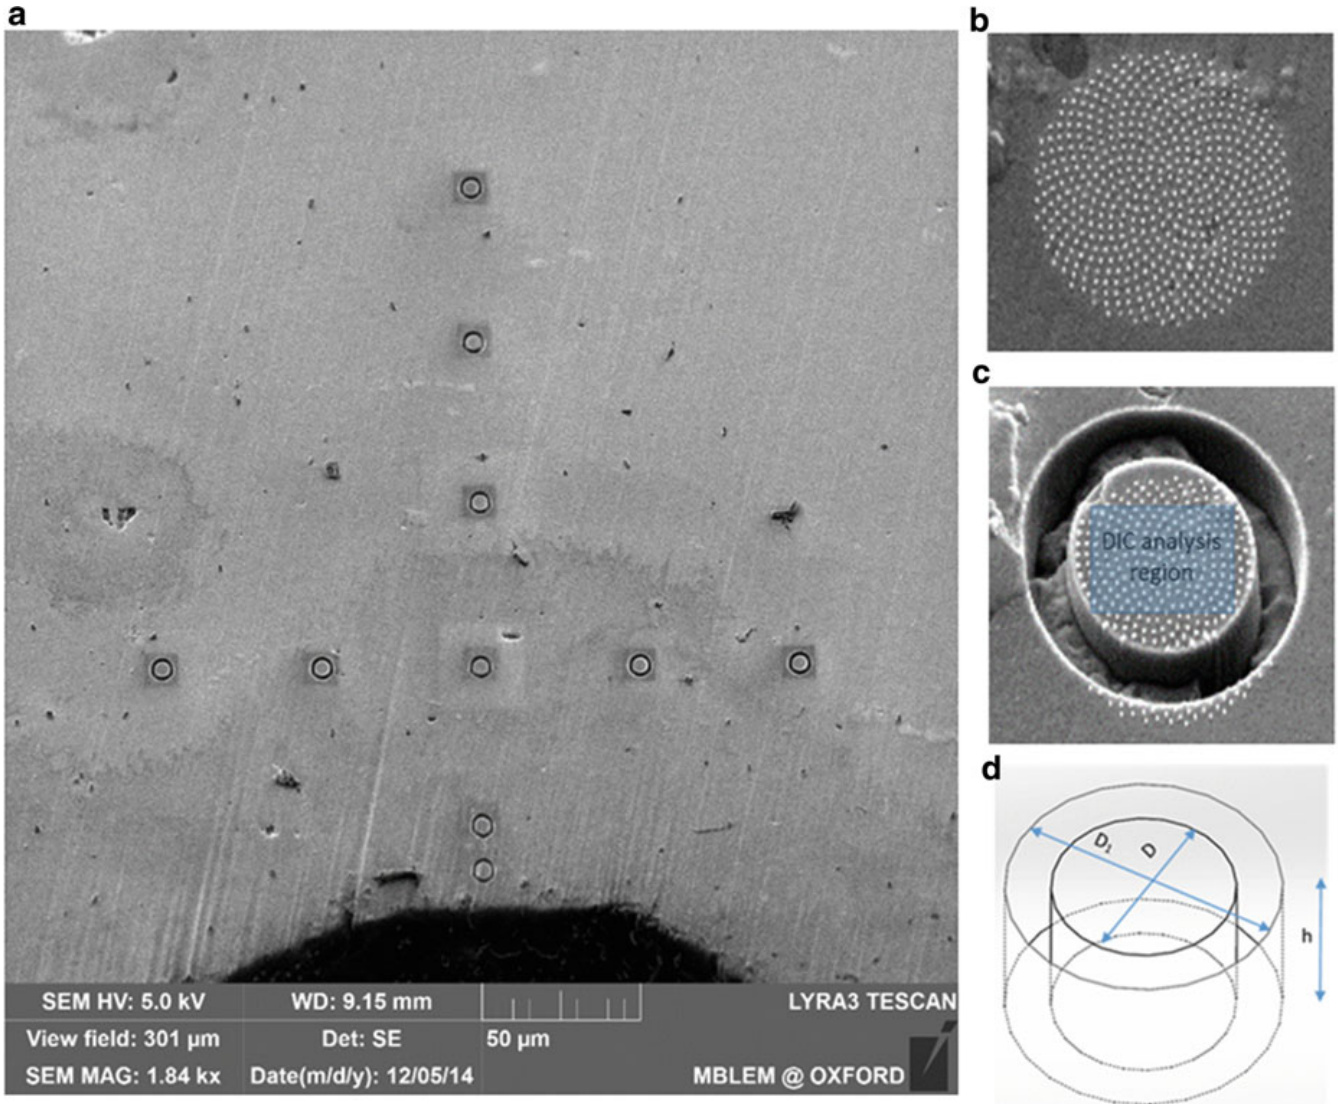 a
SEM HV: 5.0 kV
WD: 9.15 mm
LYRA3 TESCAN
View field: 301 µm
Det: SE
50 µm
SEM MAG: 1.84 kx
Date(m/d/y): 12/05/14
MBLEM @ OXFORD
b
c
DIC analysis
region
d
D₂
D
h